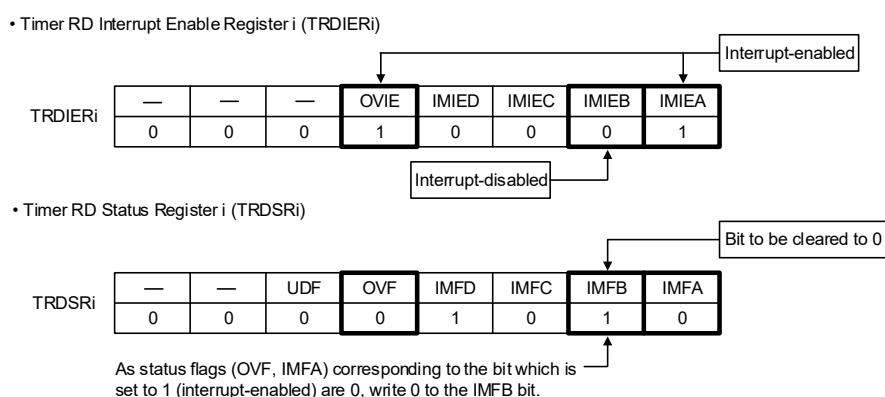 • Timer RD Interrupt Enable Register i (TRDIERi)
Interrupt-enabled
TRDIERi
— — — OVIE IMIED IMIEC IMIEB IMIEA
0 0 0 1 0 0 0 1
Interrupt-disabled
• Timer RD Status Register i (TRDSRi)
Bit to be cleared to 0
TRDSRi
— — UDF OVF IMFD IMFC IMFB IMFA
0 0 0 0 1 0 1 0
As status flags (OVF, IMFA) corresponding to the bit which is
set to 1 (interrupt-enabled) are 0, write 0 to the IMFB bit.